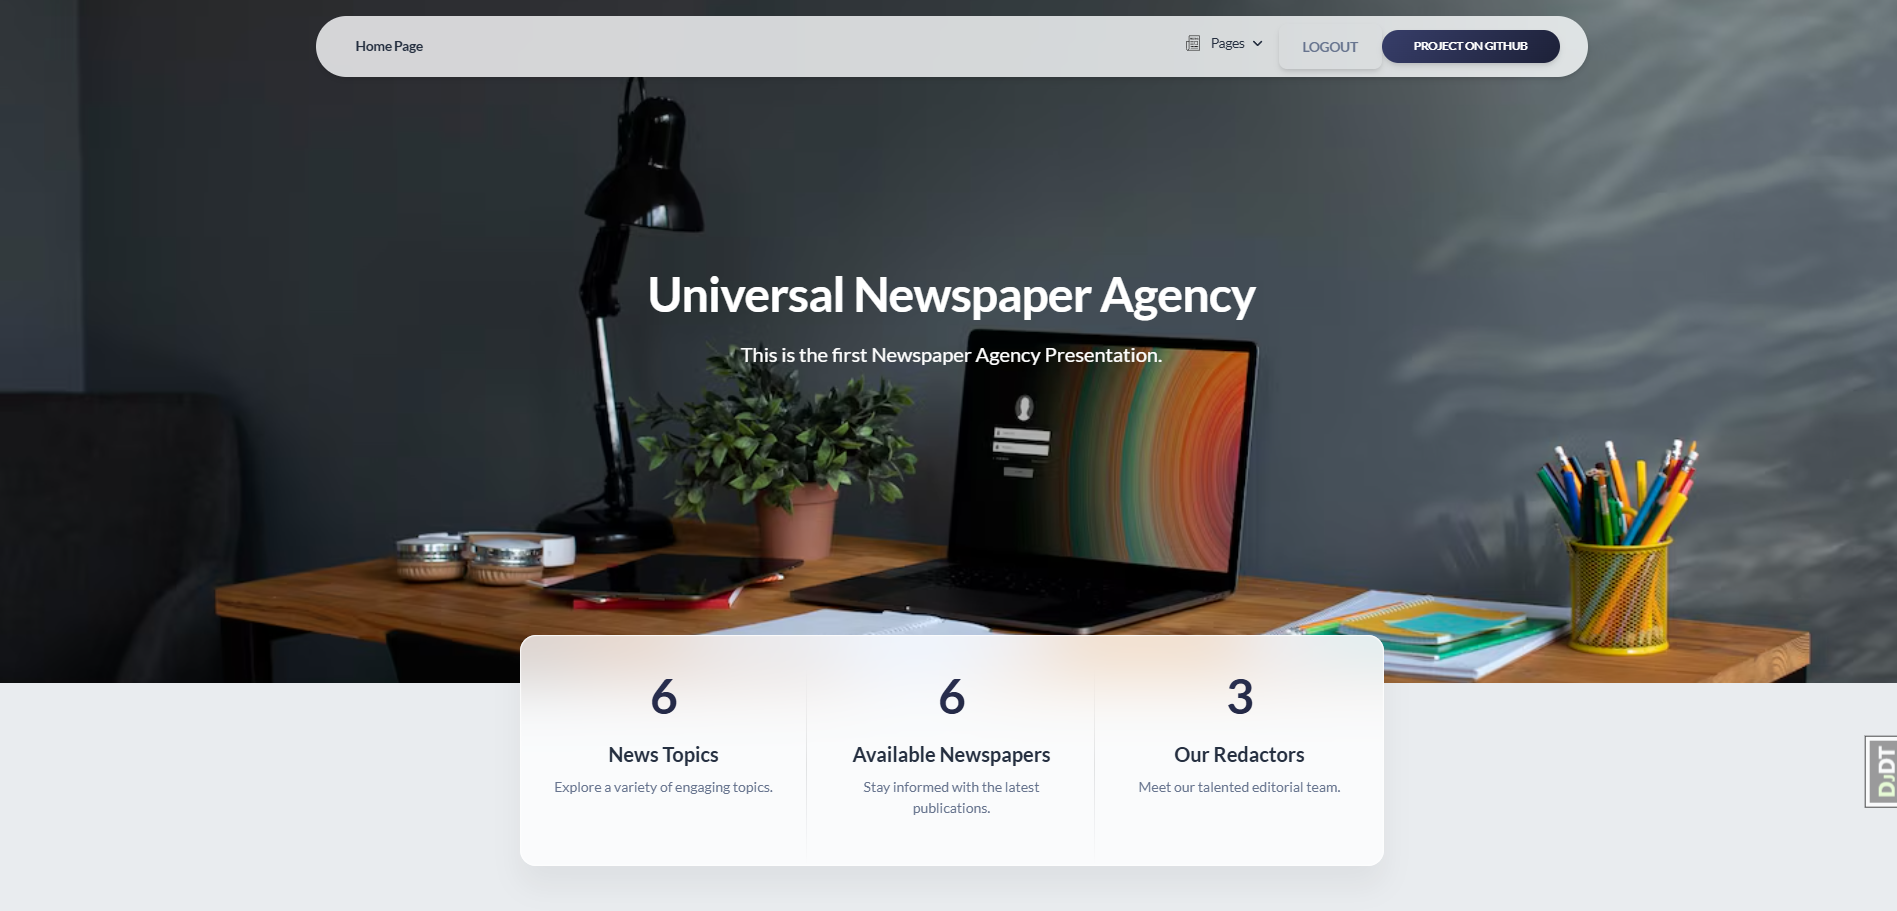 Home Page
Pages
LOGOUT
PROJECT ON GITHUB
Universal Newspaper Agency
This is the first Newspaper Agency Presentation.
6
News Topics
Explore a variety of engaging topics.
6
Available Newspapers
Stay informed with the latest
publications.
3
Our Redactors
Meet our talented editorial team.
DJDT